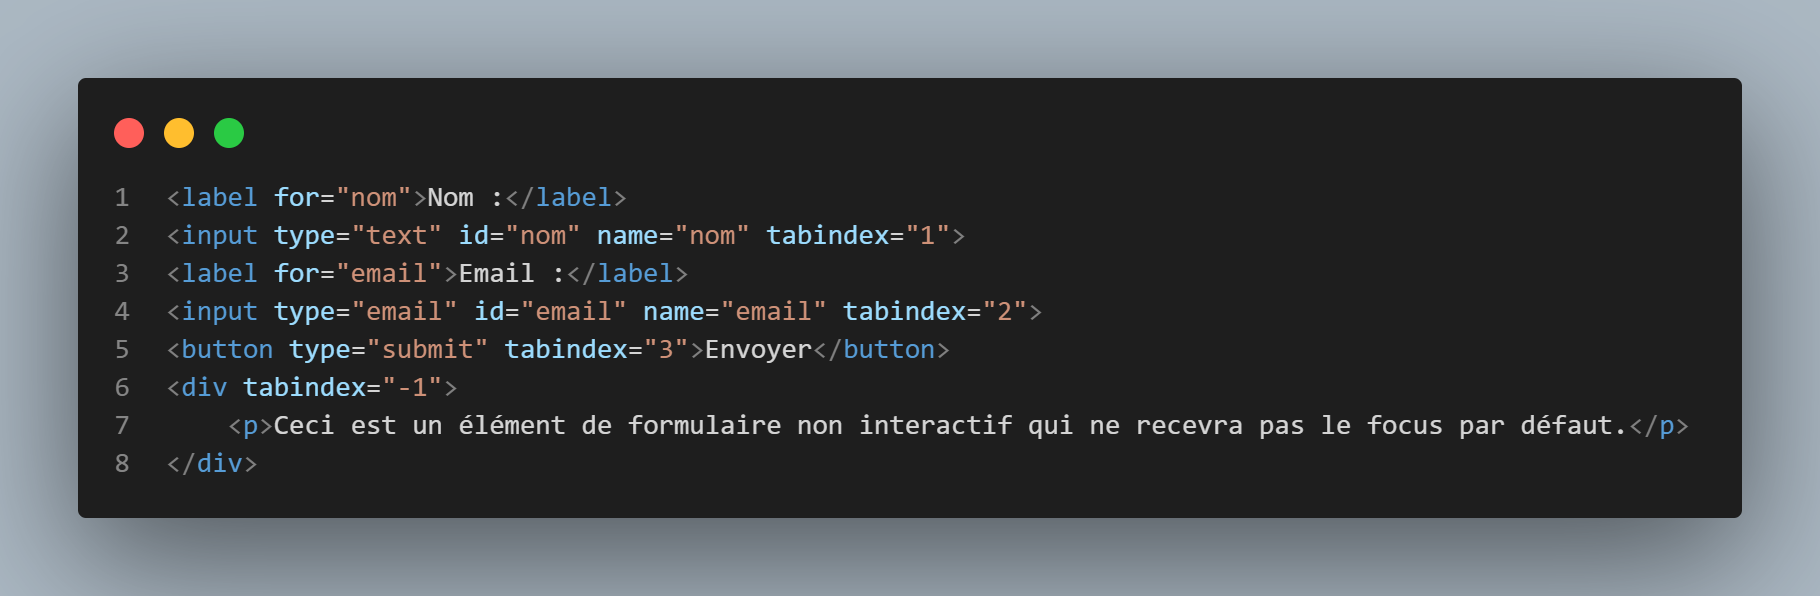 1 <label for="nom">Nom :</label>
2 <input type="text" id="nom" name="nom" tabindex="1">
3 <label for="email">Email :</label>
4 <input type="email" id="email" name="email" tabindex="2">
5 <button type="submit" tabindex="3">Envoyer</button>
6 <div tabindex="-1">
7     <p>Ceci est un élément de formulaire non interactif qui ne recevra pas le focus par défaut.</p>
8 </div>